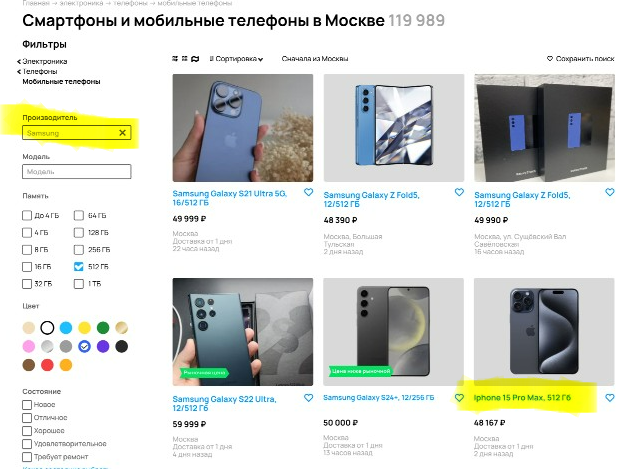 Главная → электроника → телефоны → мобильные телефоны
Смартфоны и мобильные телефоны в Москве 119 989
Фильтры
Электроника
Телефоны
Мобильные телефоны
Производитель
Samsung
Модель
Модель
Память
До 4 ГБ
64 ГБ
4 ГБ
128 ГБ
8 ГБ
256 ГБ
16 ГБ
512 ГБ
32 ГБ
1 ТБ
Цвет
Состояние
Новое
Отличное
Хорошее
Удовлетворительное
Требует ремонт
Сортировка
Сначала из Москвы
Сохранить поиск
Samsung Galaxy S21 Ultra 5G,
16/512 ГБ
49 999 ₽
Москва
Доставка от 1 дня
22 часа назад
Samsung Galaxy Z Fold5,
12/512 ГБ
48 390 ₽
Москва, Большая
Тульская
2 дня назад
Samsung Galaxy Z Fold5,
12/512 ГБ
49 990 ₽
Москва, ул. Сущёвский Вал
Савёловская
16 часов назад
Рыночная цена
Samsung Galaxy S22 Ultra,
12/512 ГБ
59 999 ₽
Москва
Доставка от 1 дня
4 дня назад
Цена ниже рыночной
Samsung Galaxy S24+, 12/256 ГБ
50 000 ₽
Москва
Доставка от 1 дня
13 часов назад
Iphone 15 Pro Max, 512 Гб
48 167 ₽
Москва
Доставка от 1 дня
2 дня назад